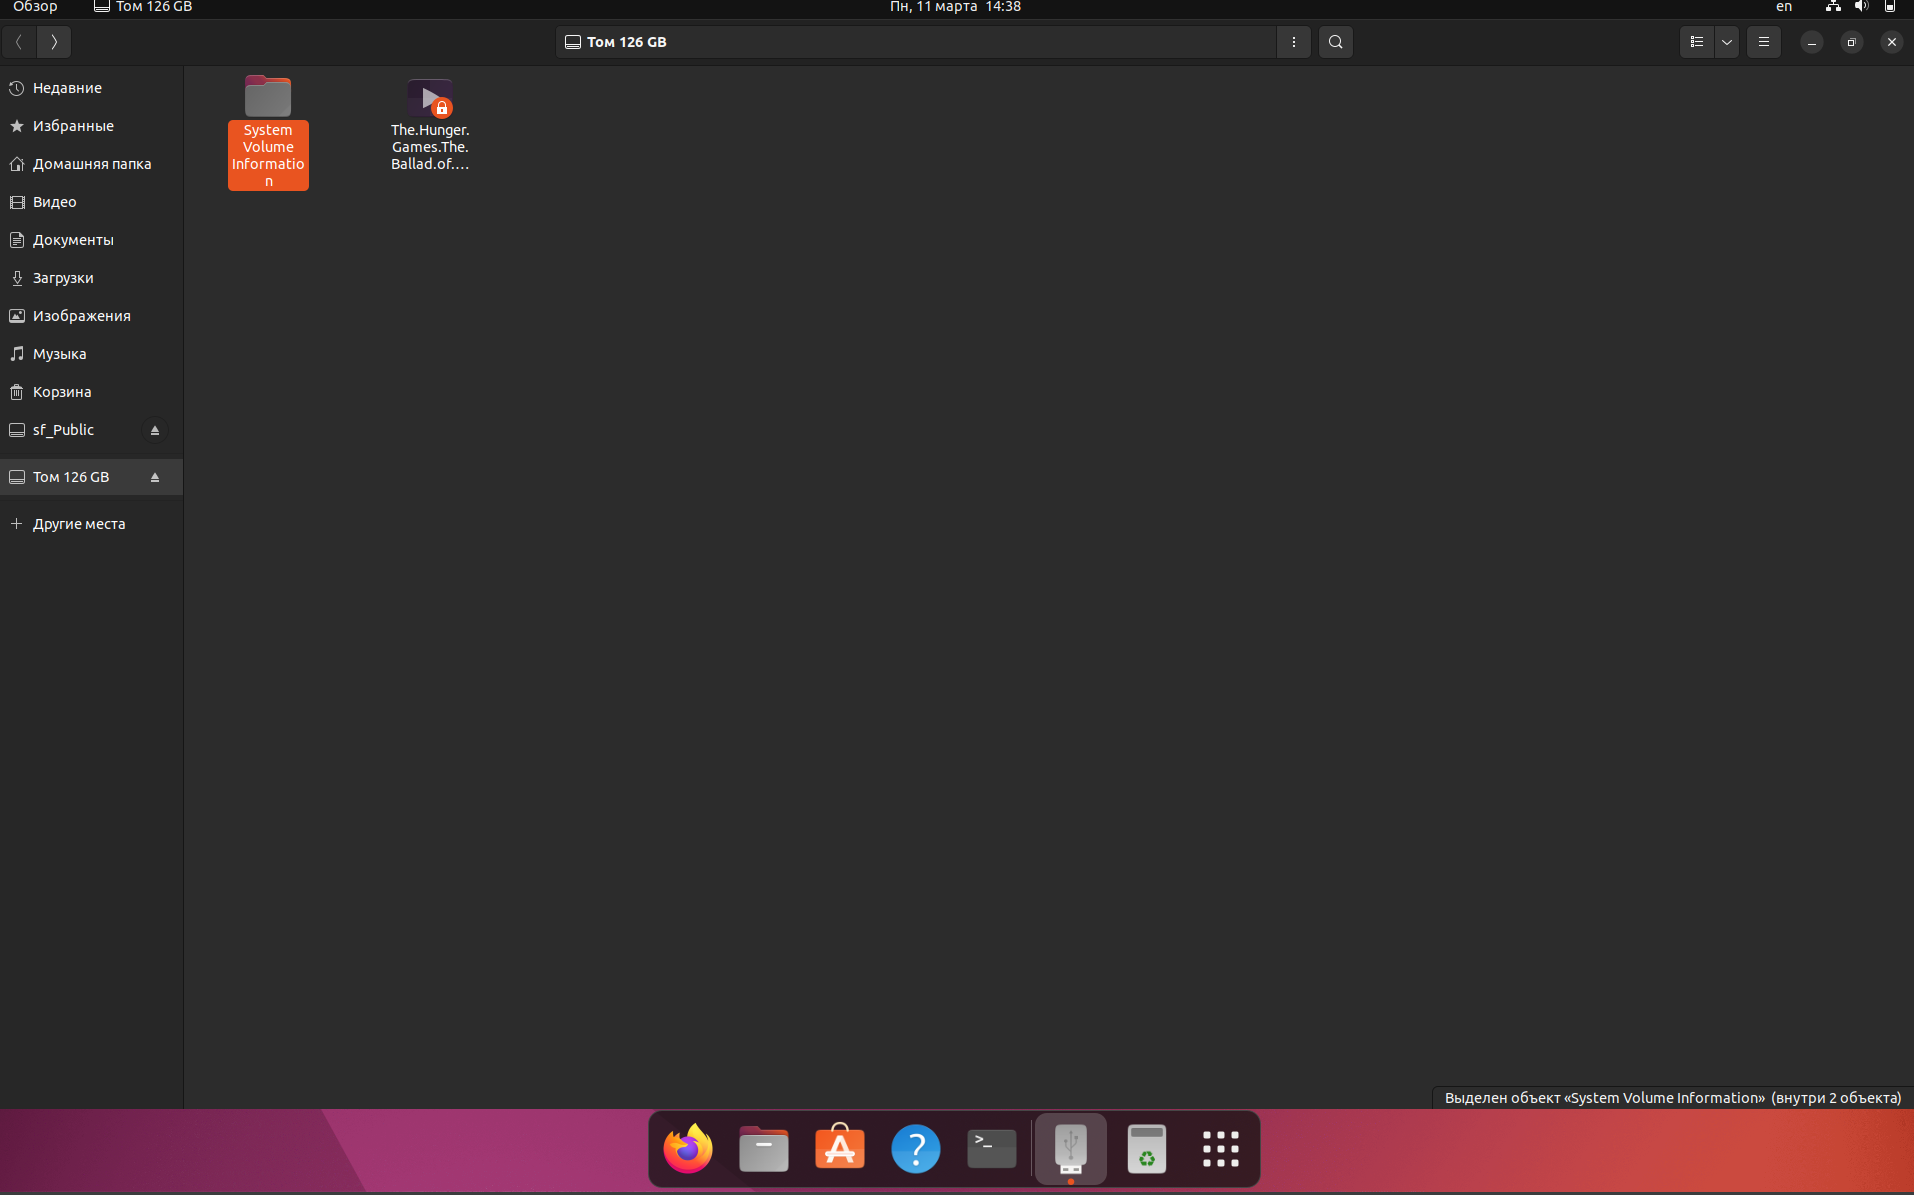 Обзор
Том 126 GB
Пн, 11 марта 14:38
en
Том 126 GB
Недавние
Избранные
Домашняя папка
Видео
Документы
Загрузки
Изображения
Музыка
Корзина
sf_Public
Том 126 GB
Другие места
System
Volume
Informatio
n
The.Hunger.
Games.The.
Ballad.of.…
Выделен объект «System Volume Information» (внутри 2 объекта)